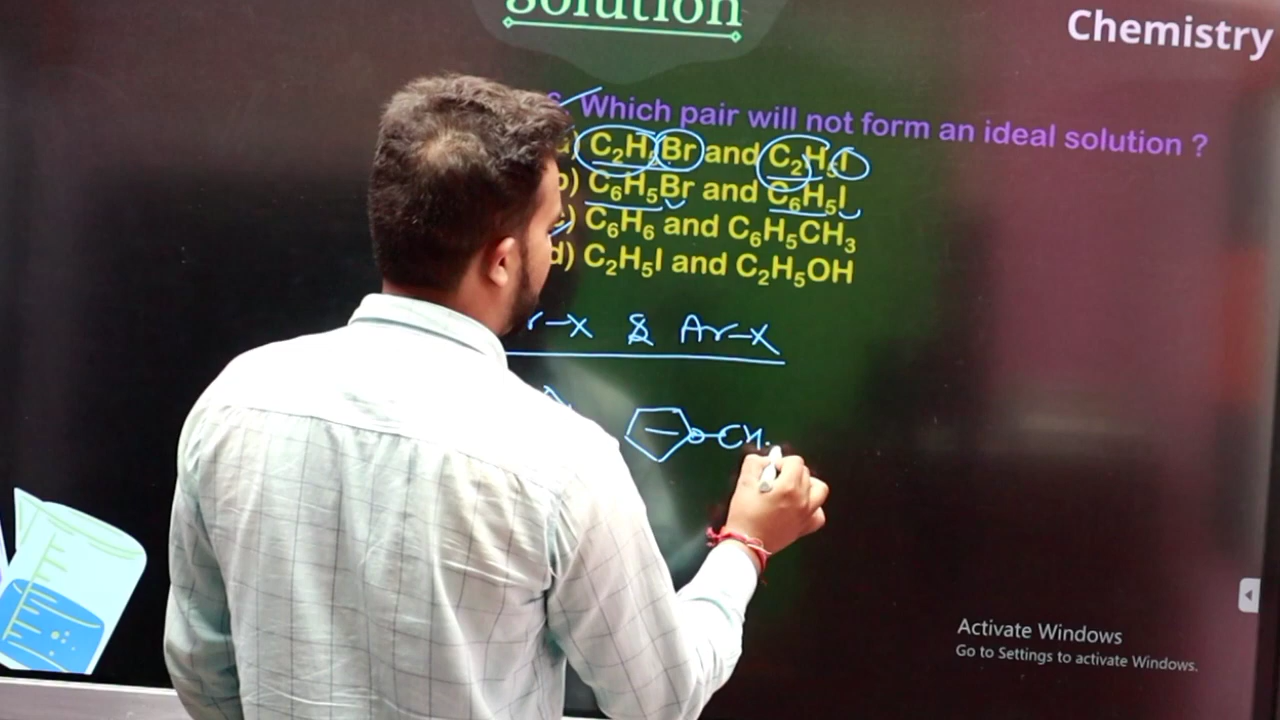 solution
Chemistry
Which pair will not form an ideal solution ?
a) C₂H₅Br and C₂H₅I
b) C₆H₅Br and C₆H₅I
c) C₆H₆ and C₆H₅CH₃
d) C₂H₅I and C₂H₅OH
r-X & Ar-X
CH
Activate Windows
Go to Settings to activate Windows.